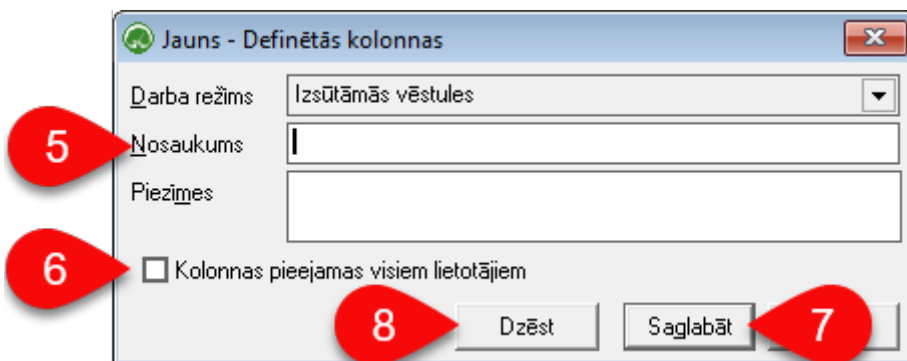 Jauns - Definētās kolonnas
Darba režīms Izsūtāmās vēstules
5 Nosaukums
Piezīmes
6 Kolonnas pieejamas visiem lietotājiem
8 Dzēst Saglabāt 7